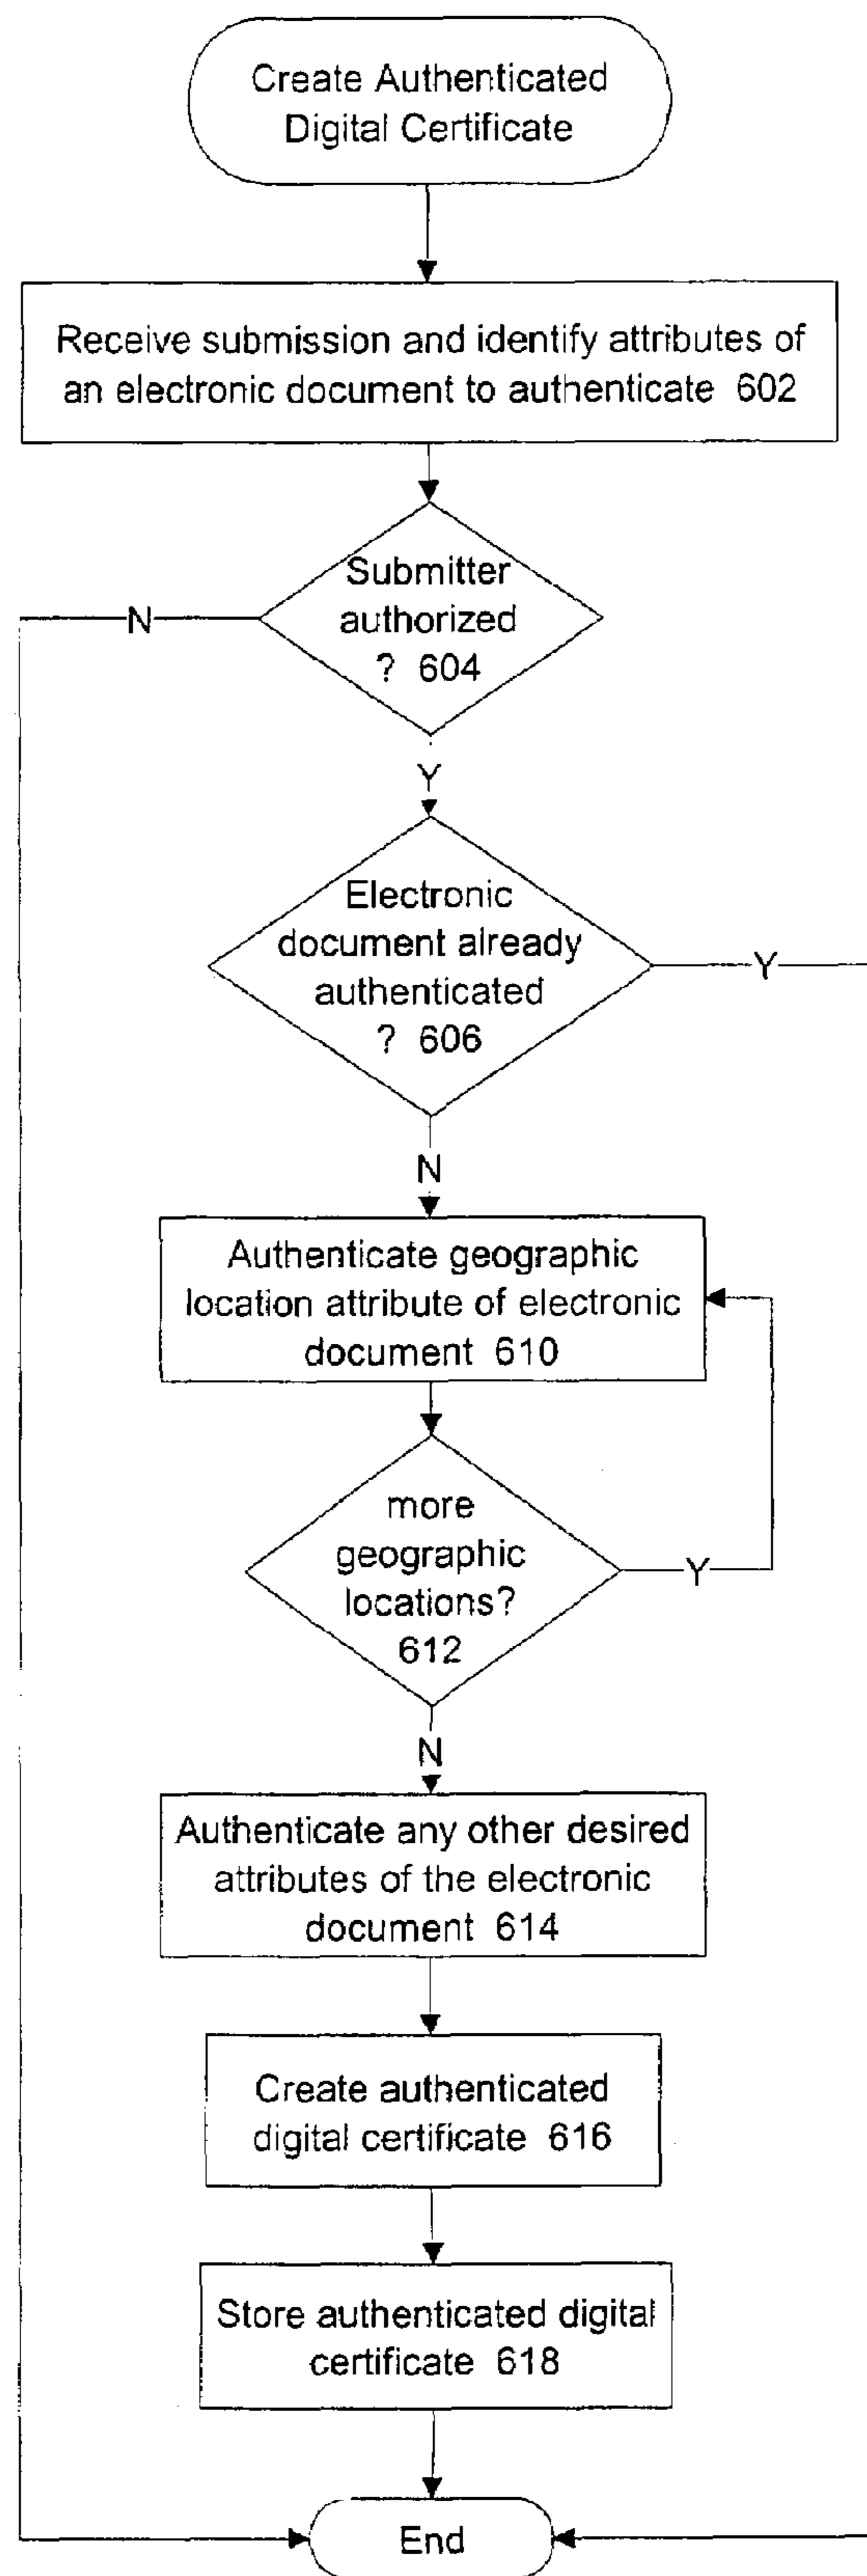 Create Authenticated
Digital Certificate
Receive submission and identify attributes of
an electronic document to authenticate 602
Submitter
authorized
? 604
N
Y
Electronic
document already
authenticated
? 606
Y
N
Authenticate geographic
location attribute of electronic
document 610
more
geographic
locations?
612
Y
N
Authenticate any other desired
attributes of the electronic
document 614
Create authenticated
digital certificate 616
Store authenticated digital
certificate 618
End